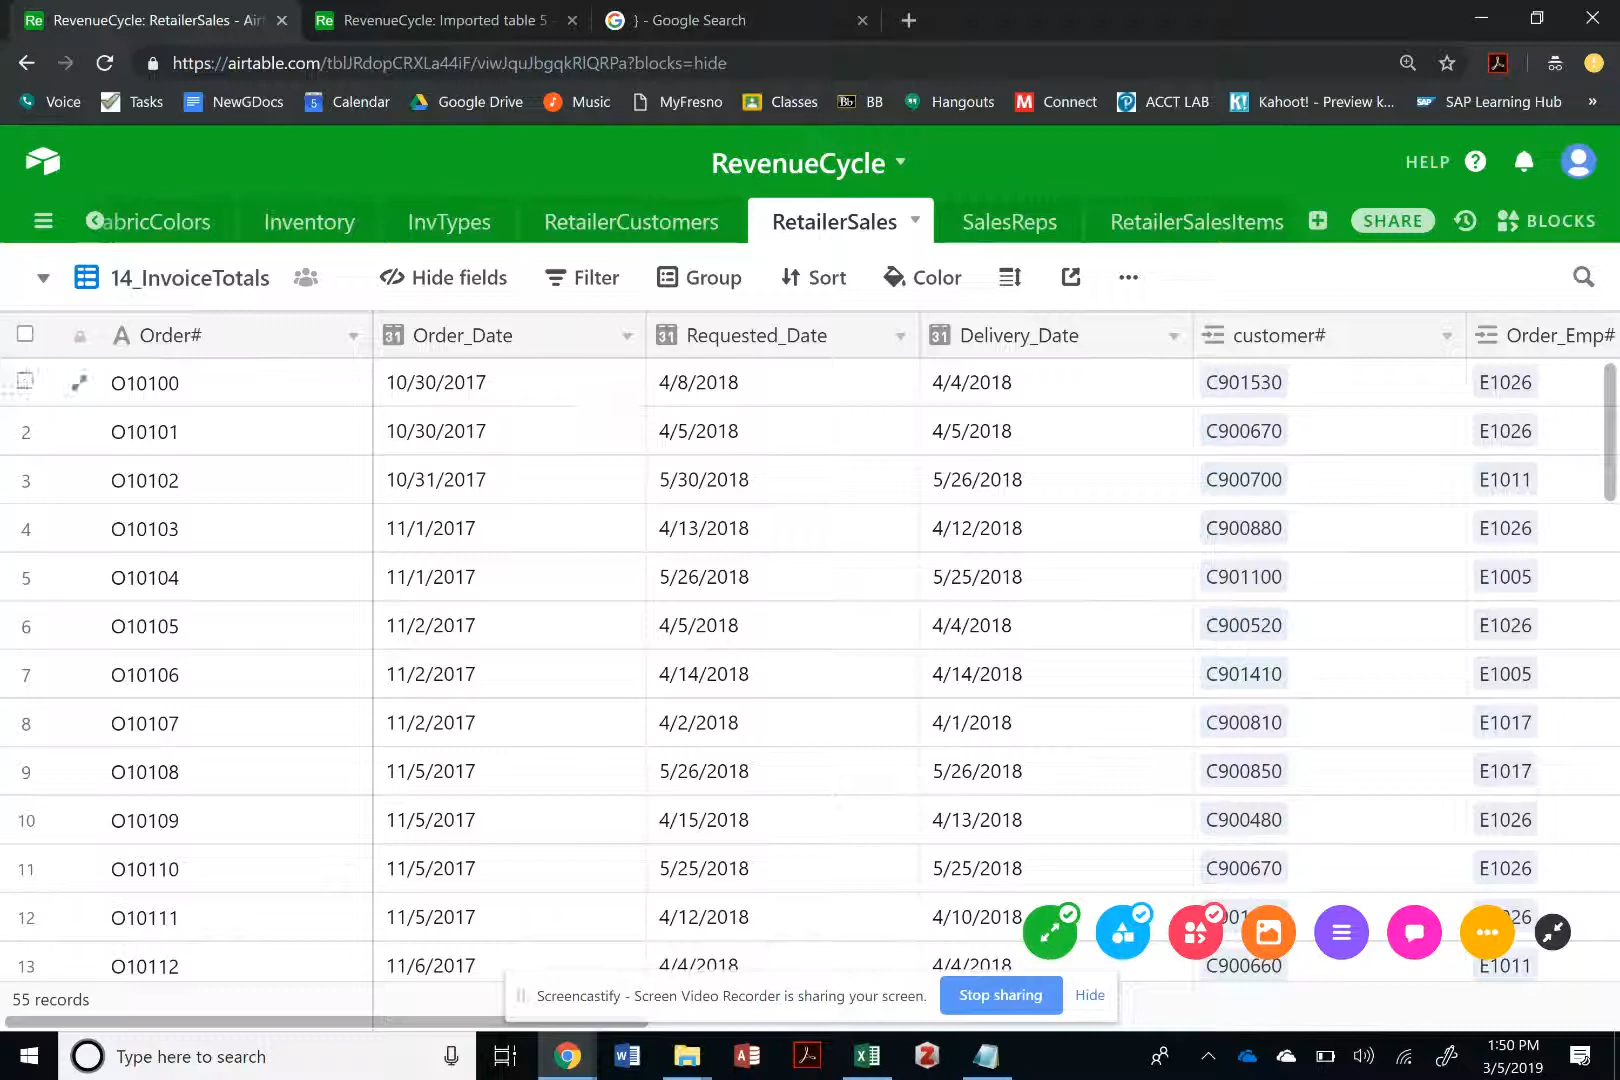 RevenueCycle: RetailerSales - Air
RevenueCycle: Imported table 5
} - Google Search
https://airtable.com/tblJRdopCRXLa44iF/viwJquJbgqkRlQRPa?blocks=hide
Voice Tasks NewGDocs Calendar Google Drive Music MyFresno Classes BB Hangouts Connect ACCT LAB Kahoot! - Preview k... SAP Learning Hub »
RevenueCycle
HELP
abricColors Inventory InvTypes RetailerCustomers RetailerSales SalesReps RetailerSalesItems SHARE BLOCKS
14_InvoiceTotals Hide fields Filter Group Sort Color
Order# Order_Date Requested_Date Delivery_Date customer# Order_Emp#
O10100 10/30/2017 4/8/2018 4/4/2018 C901530 E1026
2 O10101 10/30/2017 4/5/2018 4/5/2018 C900670 E1026
3 O10102 10/31/2017 5/30/2018 5/26/2018 C900700 E1011
4 O10103 11/1/2017 4/13/2018 4/12/2018 C900880 E1026
5 O10104 11/1/2017 5/26/2018 5/25/2018 C901100 E1005
6 O10105 11/2/2017 4/5/2018 4/4/2018 C900520 E1026
7 O10106 11/2/2017 4/14/2018 4/14/2018 C901410 E1005
8 O10107 11/2/2017 4/2/2018 4/1/2018 C900810 E1017
9 O10108 11/5/2017 5/26/2018 5/26/2018 C900850 E1017
10 O10109 11/5/2017 4/15/2018 4/13/2018 C900480 E1026
11 O10110 11/5/2017 5/25/2018 5/25/2018 C900670 E1026
12 O10111 11/5/2017 4/12/2018 4/10/2018
13 O10112 11/6/2017 4/4/2018 4/4/2018 C900660 E1011
55 records
Screencastify - Screen Video Recorder is sharing your screen. Stop sharing Hide
Type here to search
1:50 PM
3/5/2019